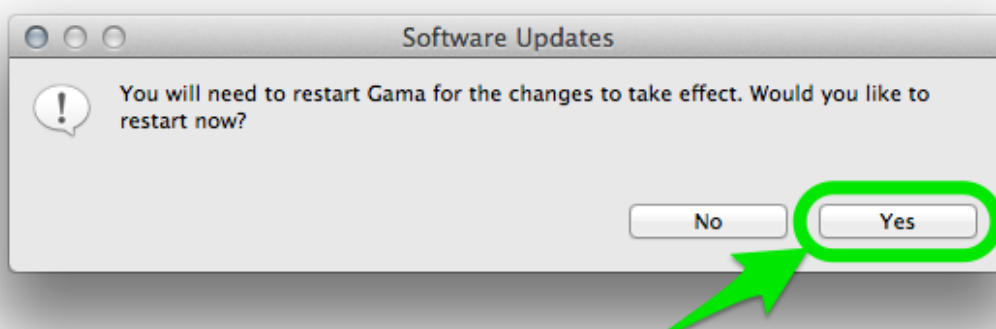 Software Updates
You will need to restart Gama for the changes to take effect. Would you like to
restart now?
No
Yes